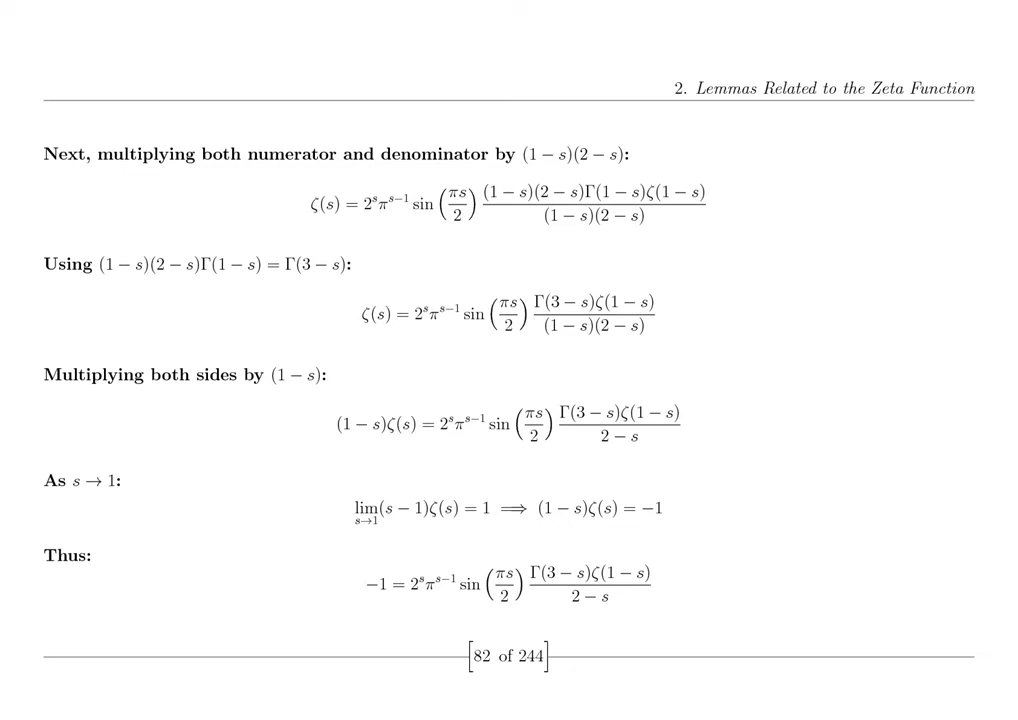 2. Lemmas Related to the Zeta Function
Next, multiplying both numerator and denominator by (1 − s)(2 − s):
ζ(s) = 2^s π^{s−1} sin(πs/2) (1 − s)(2 − s)Γ(1 − s)ζ(1 − s) / (1 − s)(2 − s)
Using (1 − s)(2 − s)Γ(1 − s) = Γ(3 − s):
ζ(s) = 2^s π^{s−1} sin(πs/2) Γ(3 − s)ζ(1 − s) / (1 − s)(2 − s)
Multiplying both sides by (1 − s):
(1 − s)ζ(s) = 2^s π^{s−1} sin(πs/2) Γ(3 − s)ζ(1 − s) / 2 − s
As s → 1:
lim_{s→1}(s − 1)ζ(s) = 1 ⟹ (1 − s)ζ(s) = −1
Thus:
−1 = 2^s π^{s−1} sin(πs/2) Γ(3 − s)ζ(1 − s) / 2 − s
[82 of 244]